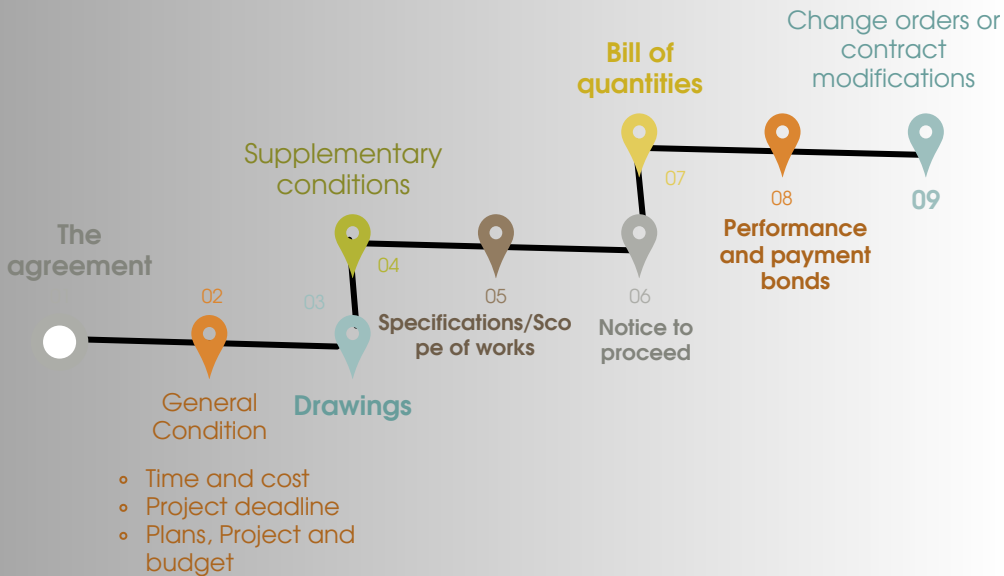 The
agreement
02
General
Condition
Time and cost
Project deadline
Plans, Project and
budget
03
Drawings
Supplementary
conditions
04
05
Specifications/Sco
pe of works
06
Notice to
proceed
Bill of
quantities
07
08
Performance
and payment
bonds
Change orders or
contract
modifications
09